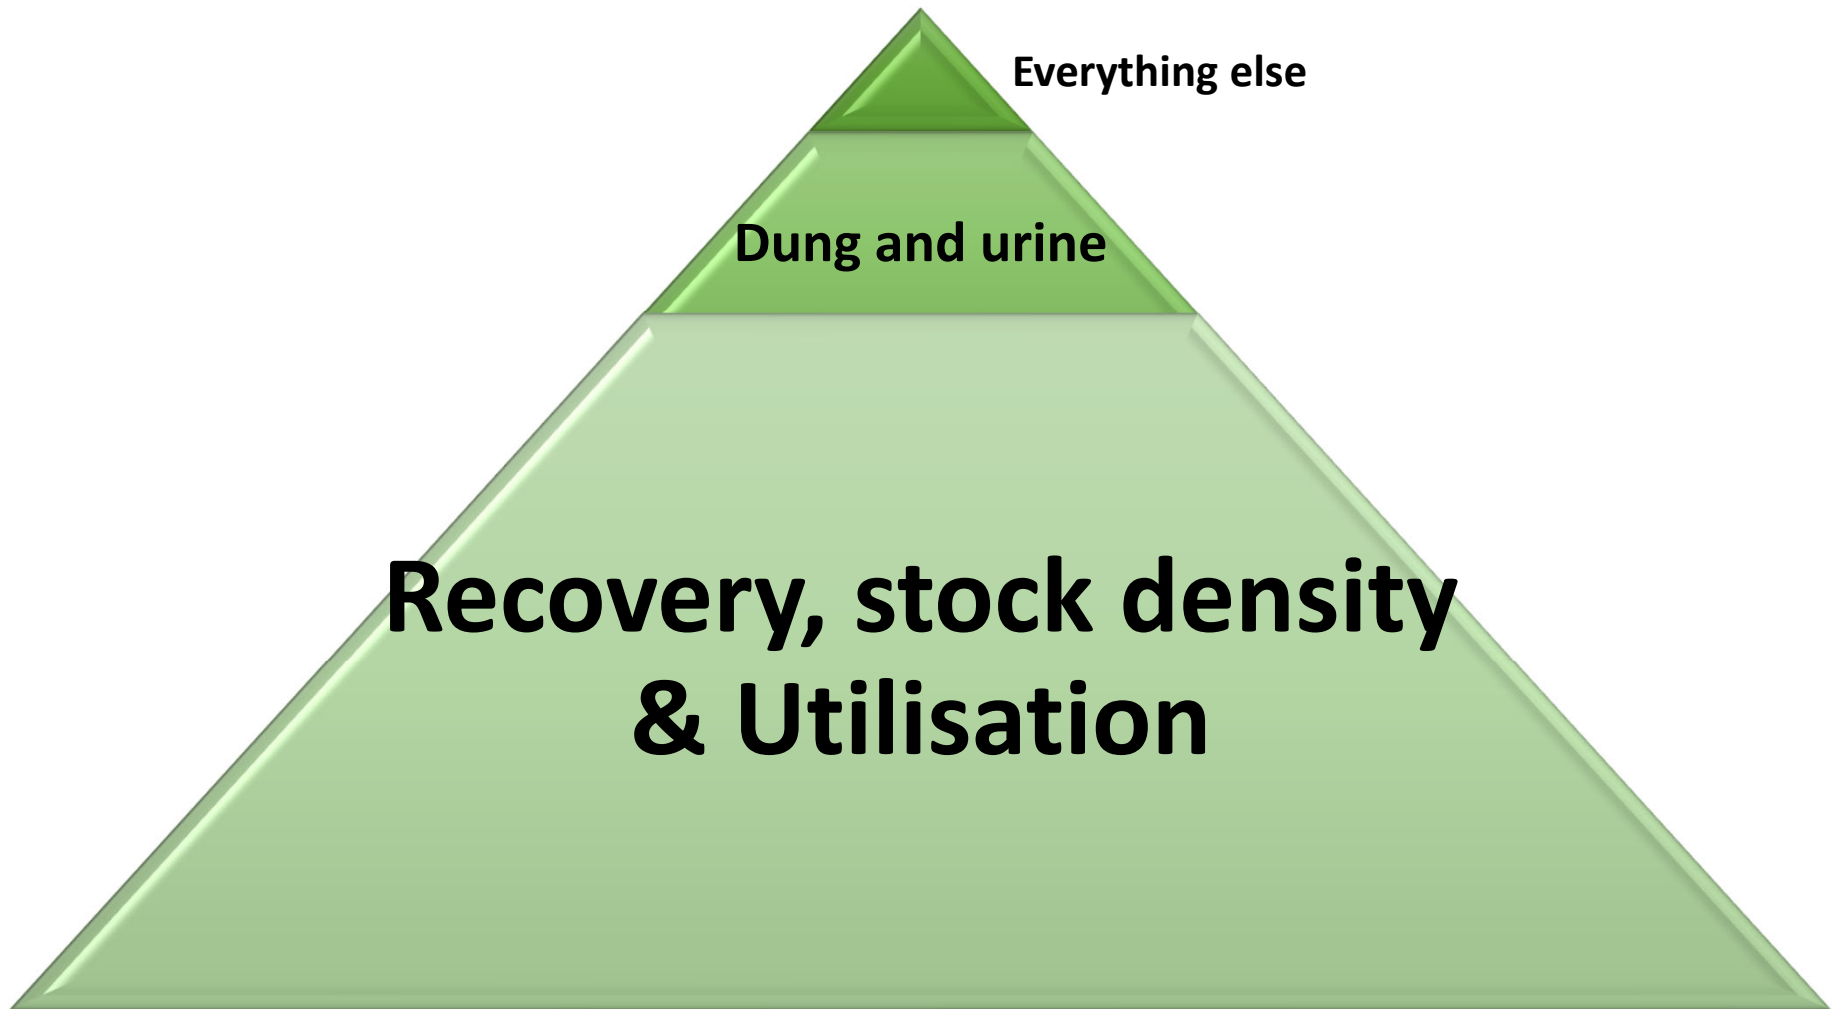 Everything else
Dung and urine
Recovery, stock density
& Utilisation